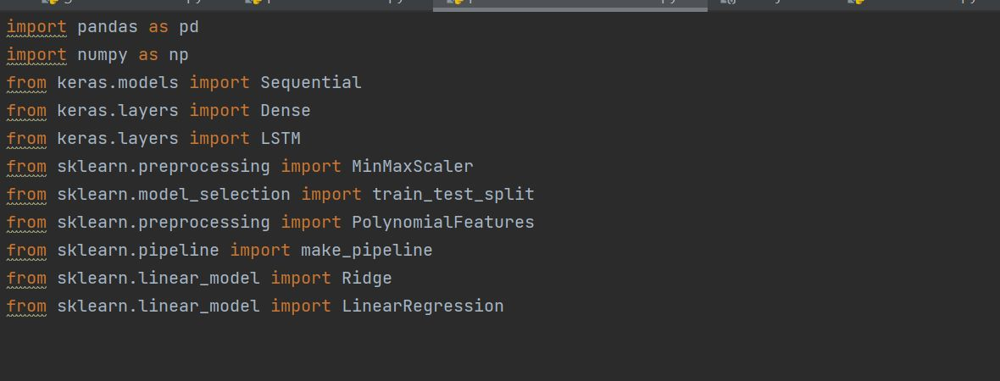 import pandas as pd
import numpy as np
from keras.models import Sequential
from keras.layers import Dense
from keras.layers import LSTM
from sklearn.preprocessing import MinMaxScaler
from sklearn.model_selection import train_test_split
from sklearn.preprocessing import PolynomialFeatures
from sklearn.pipeline import make_pipeline
from sklearn.linear_model import Ridge
from sklearn.linear_model import LinearRegression